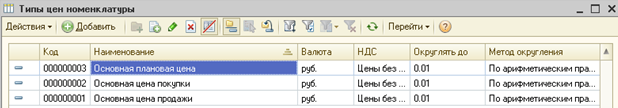 Типы цен номенклатуры
Действия Добавить Перейти
Код Наименование Валюта НДС Округлять до Метод округления
000000003 Основная плановая цена руб. Цены без ... 0.01 По арифметическим пра...
000000002 Основная цена покупки руб. Цены без ... 0.01 По арифметическим пра...
000000001 Основная цена продажи руб. Цены без ... 0.01 По арифметическим пра...